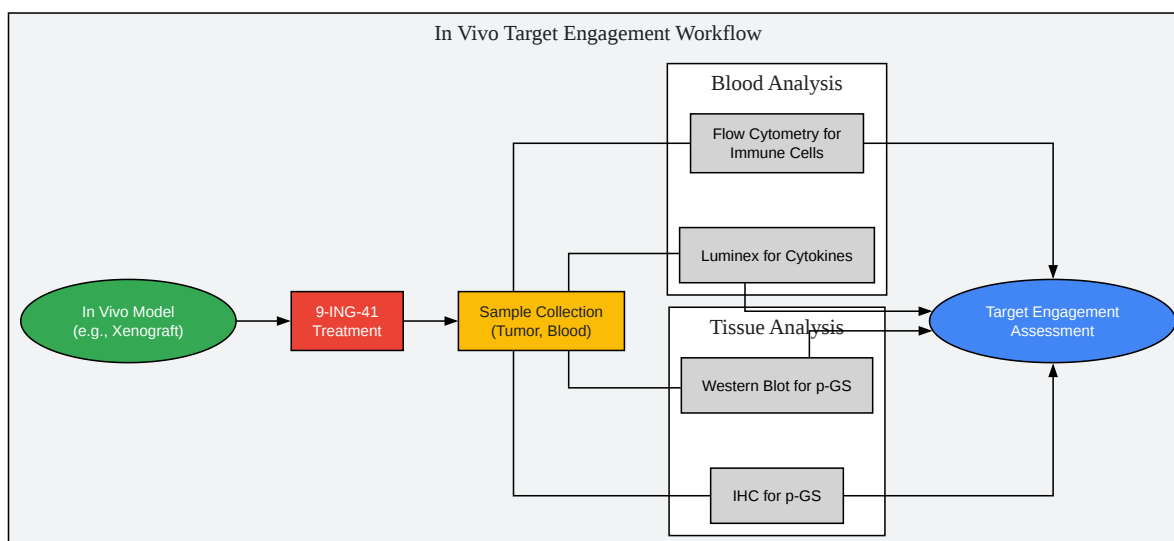 In Vivo Target Engagement Workflow
Blood Analysis
Flow Cytometry for
Immune Cells
Luminex for Cytokines
In Vivo Model
(e.g., Xenograft)
9-ING-41
Treatment
Sample Collection
(Tumor, Blood)
Target Engagement
Assessment
Tissue Analysis
Western Blot for p-GS
IHC for p-GS